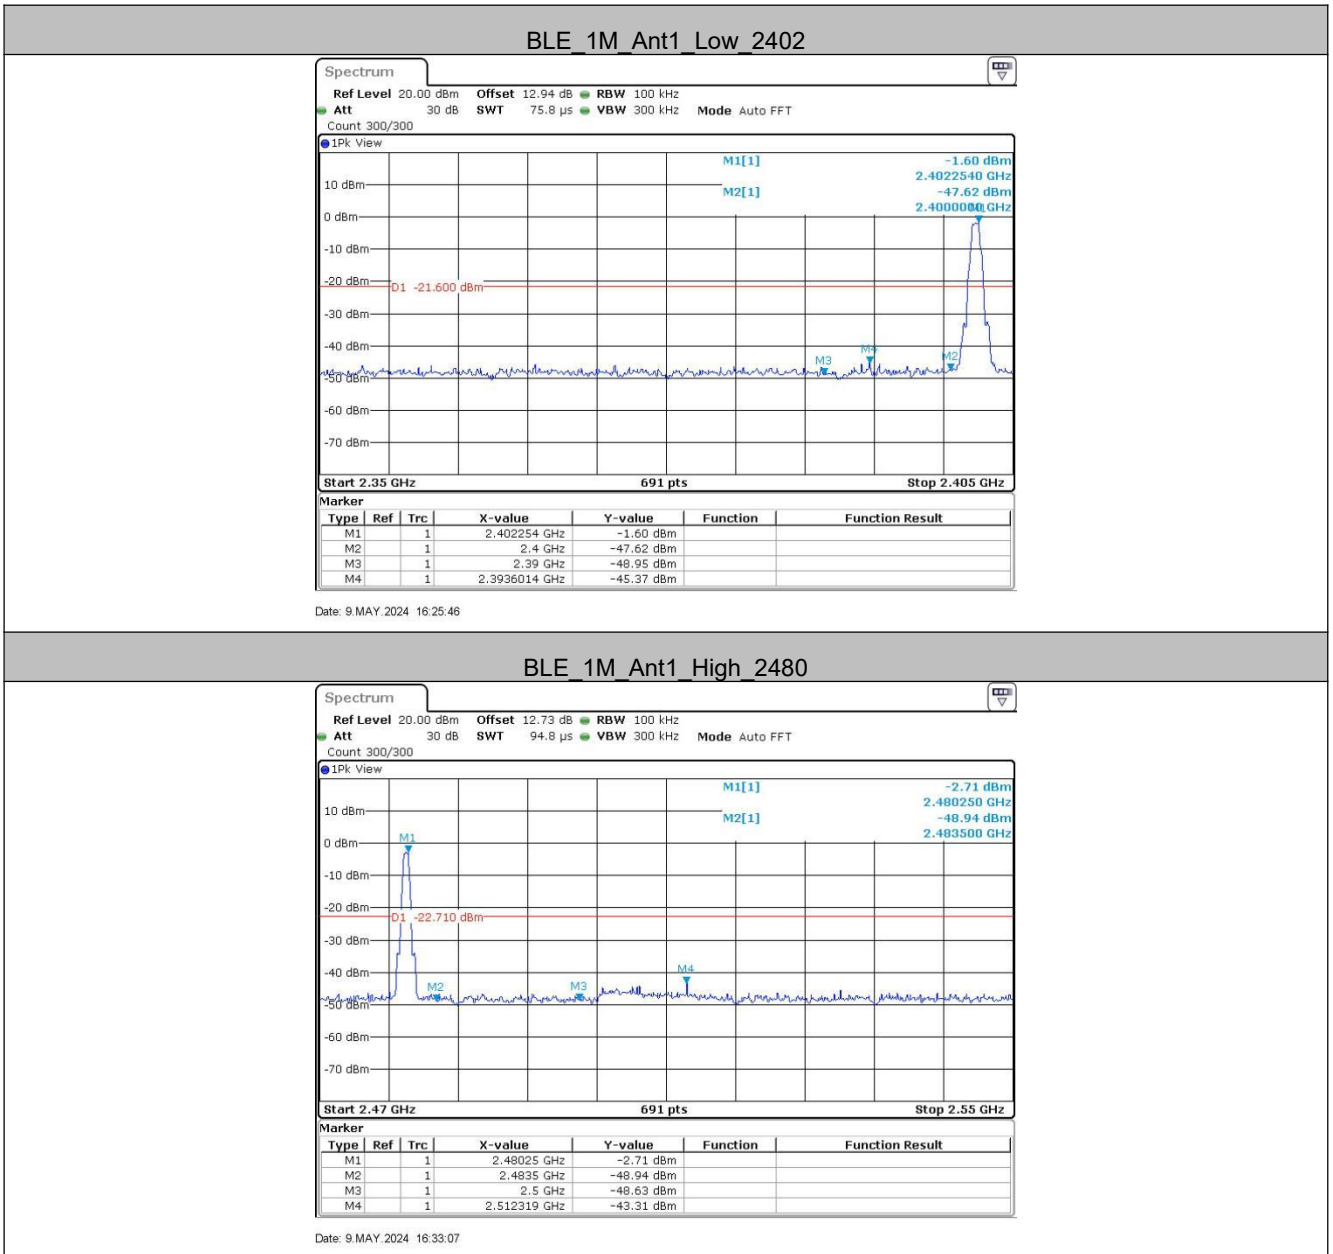 BLE_1M_Ant1_Low_2402
Spectrum
Ref Level 20.00 dBm Offset 12.94 dB RBW 100 kHz
Att 30 dB SWT 75.8 µs VBW 300 kHz Mode Auto FFT
Count 300/300
1Pk View
M1[1] -1.60 dBm
2.4022540 GHz
10 dBm
M2[1] -47.62 dBm
2.4000000 GHz
M1
0 dBm
-10 dBm
-20 dBm
D1 -21.600 dBm
-30 dBm
-40 dBm
M3 M4 M2
-50 dBm
-60 dBm
-70 dBm
Start 2.35 GHz 691 pts Stop 2.405 GHz
Marker
Type Ref Trc X-value Y-value Function Function Result
M1 1 2.402254 GHz -1.60 dBm
M2 1 2.4 GHz -47.62 dBm
M3 1 2.39 GHz -48.95 dBm
M4 1 2.3936014 GHz -45.37 dBm
Date: 9.MAY.2024 16:25:46
BLE_1M_Ant1_High_2480
Spectrum
Ref Level 20.00 dBm Offset 12.73 dB RBW 100 kHz
Att 30 dB SWT 94.8 µs VBW 300 kHz Mode Auto FFT
Count 300/300
1Pk View
M1[1] -2.71 dBm
2.480250 GHz
10 dBm
M2[1] -48.94 dBm
2.483500 GHz
0 dBm
M1
-10 dBm
-20 dBm
D1 -22.710 dBm
-30 dBm
-40 dBm
M4
M2 M3
-50 dBm
-60 dBm
-70 dBm
Start 2.47 GHz 691 pts Stop 2.55 GHz
Marker
Type Ref Trc X-value Y-value Function Function Result
M1 1 2.48025 GHz -2.71 dBm
M2 1 2.4835 GHz -48.94 dBm
M3 1 2.5 GHz -48.63 dBm
M4 1 2.512319 GHz -43.31 dBm
Date: 9.MAY.2024 16:33:07